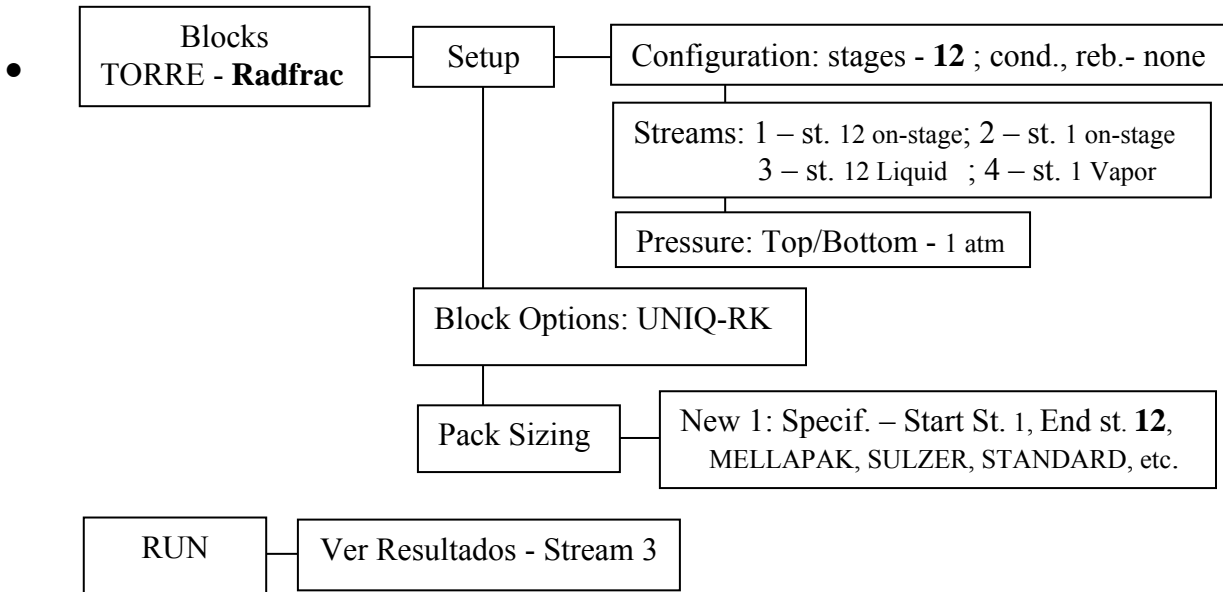 Blocks
• TORRE - Radfrac
Setup
Configuration: stages - 12 ; cond., reb.- none
Streams: 1 – st. 12 on-stage; 2 – st. 1 on-stage
3 – st. 12 Liquid ; 4 – st. 1 Vapor
Pressure: Top/Bottom - 1 atm
Block Options: UNIQ-RK
Pack Sizing
New 1: Specif. – Start St. 1, End st. 12,
MELLAPAK, SULZER, STANDARD, etc.
RUN
Ver Resultados - Stream 3